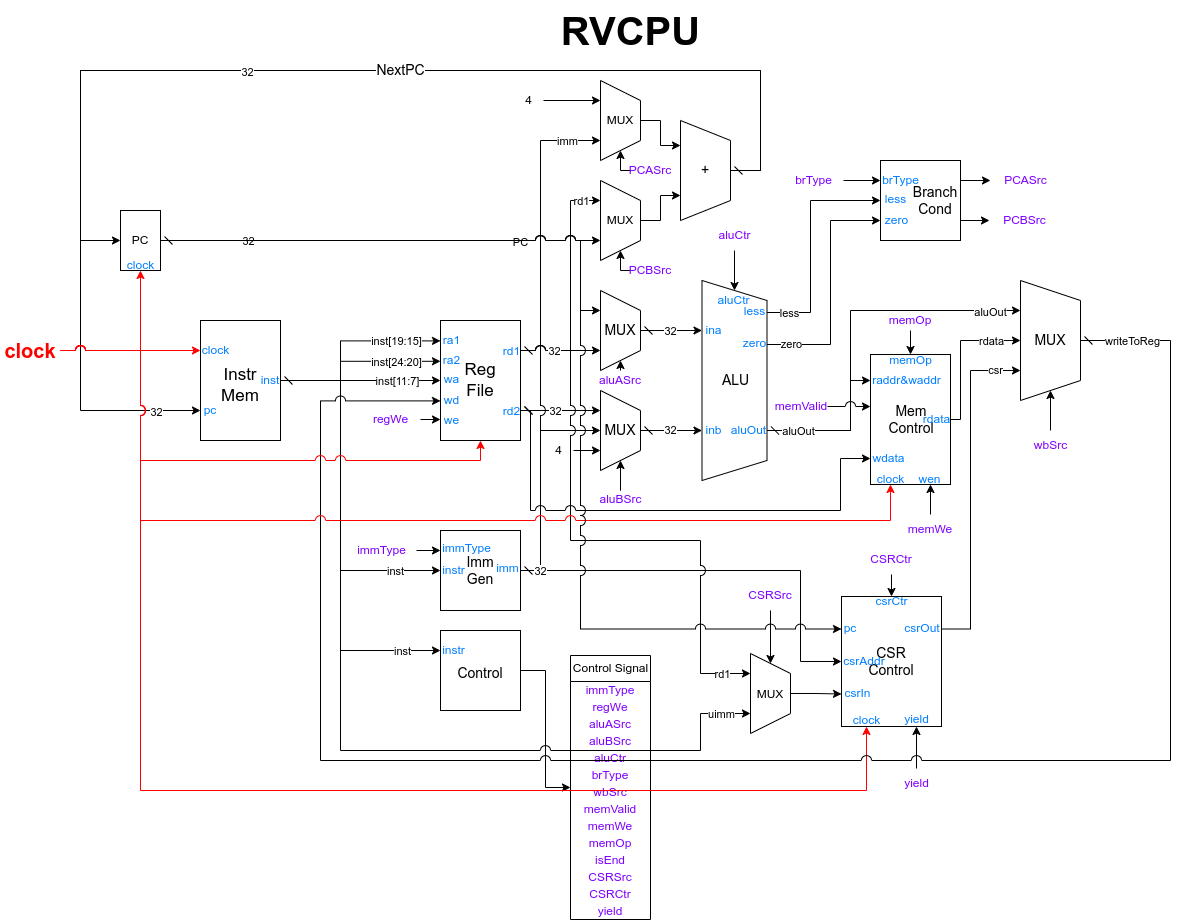 RVCPU
32
NextPC
4
MUX
imm
PCASrc
+
brType
brType
Branch
Cond
less
zero
PCASrc
PCBSrc
rd1
MUX
PC
32
PC
clock
PCBSrc
aluCtr
aluCtr
less
less
ina
zero
zero
ALU
inb
aluOut
aluOut
MUX
32
aluASrc
MUX
32
4
aluBSrc
clock
clock
Instr
Mem
inst
pc
32
inst[19:15]
ra1
inst[24:20]
ra2
inst[11:7]
wa
wd
regWe
we
Reg
File
rd1
32
rd2
32
memOp
memOp
raddr&waddr
memValid
Mem
Control
rdata
wdata
clock
wen
memWe
aluOut
rdata
csr
MUX
writeToReg
wbSrc
immType
immType
Imm
Gen
inst
instr
imm
32
inst
instr
Control
CSRSrc
rd1
MUX
uimm
CSRCtr
csrCtr
pc
csrOut
CSR
Control
csrAddr
csrIn
clock
yield
yield
Control Signal
immType
regWe
aluASrc
aluBSrc
aluCtr
brType
wbSrc
memValid
memWe
memOp
isEnd
CSRSrc
CSRCtr
yield